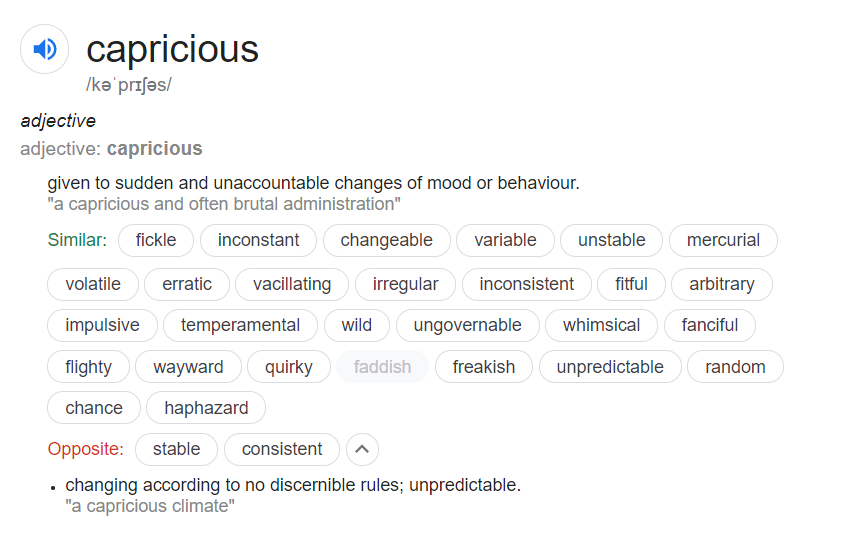 capricious
/kəˈprɪʃəs/
adjective
adjective: capricious
given to sudden and unaccountable changes of mood or behaviour.
"a capricious and often brutal administration"
Similar: fickle inconstant changeable variable unstable mercurial
volatile erratic vacillating irregular inconsistent fitful arbitrary
impulsive temperamental wild ungovernable whimsical fanciful
flighty wayward quirky faddish freakish unpredictable random
chance haphazard
Opposite: stable consistent
• changing according to no discernible rules; unpredictable.
"a capricious climate"